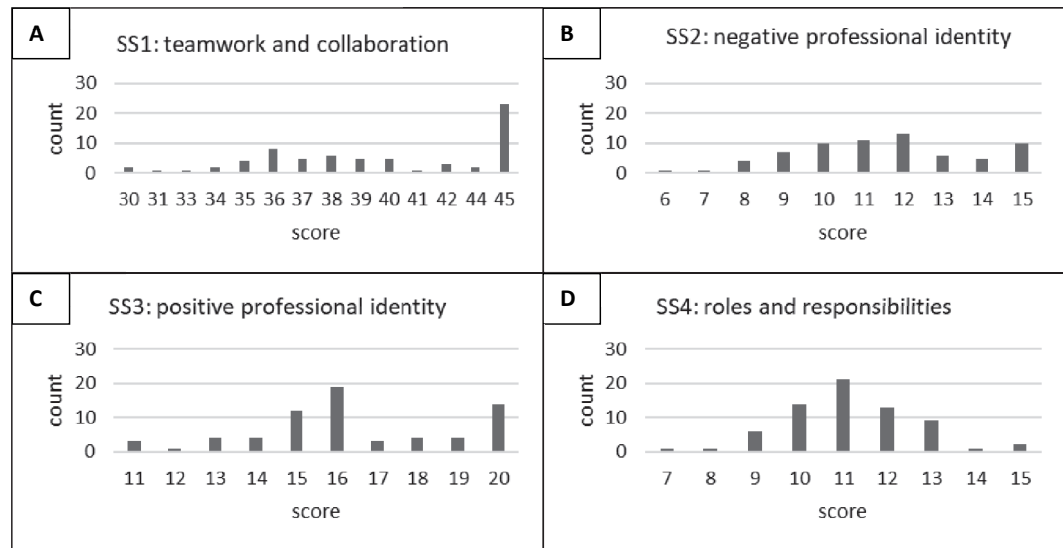 A
SS1: teamwork and collaboration
30
20
10
0
count
30 31 33 34 35 36 37 38 39 40 41 42 44 45
score
B
SS2: negative professional identity
30
20
10
0
count
6 7 8 9 10 11 12 13 14 15
score
C
SS3: positive professional identity
30
20
10
0
count
11 12 13 14 15 16 17 18 19 20
score
D
SS4: roles and responsibilities
30
20
10
0
count
7 8 9 10 11 12 13 14 15
score